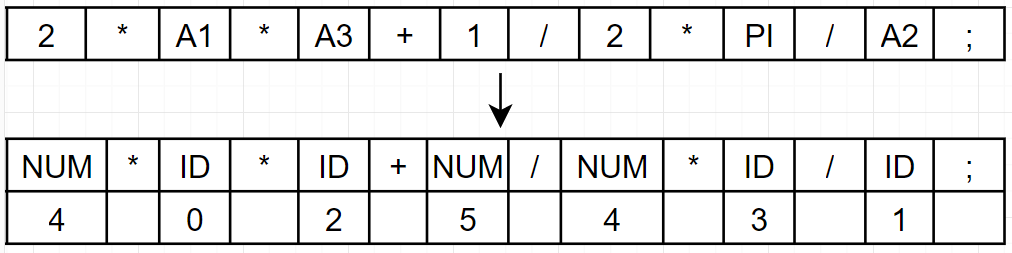 2 * A1 * A3 + 1 / 2 * PI / A2 ;
NUM * ID * ID + NUM / NUM * ID / ID ;
4 0 2 5 4 3 1